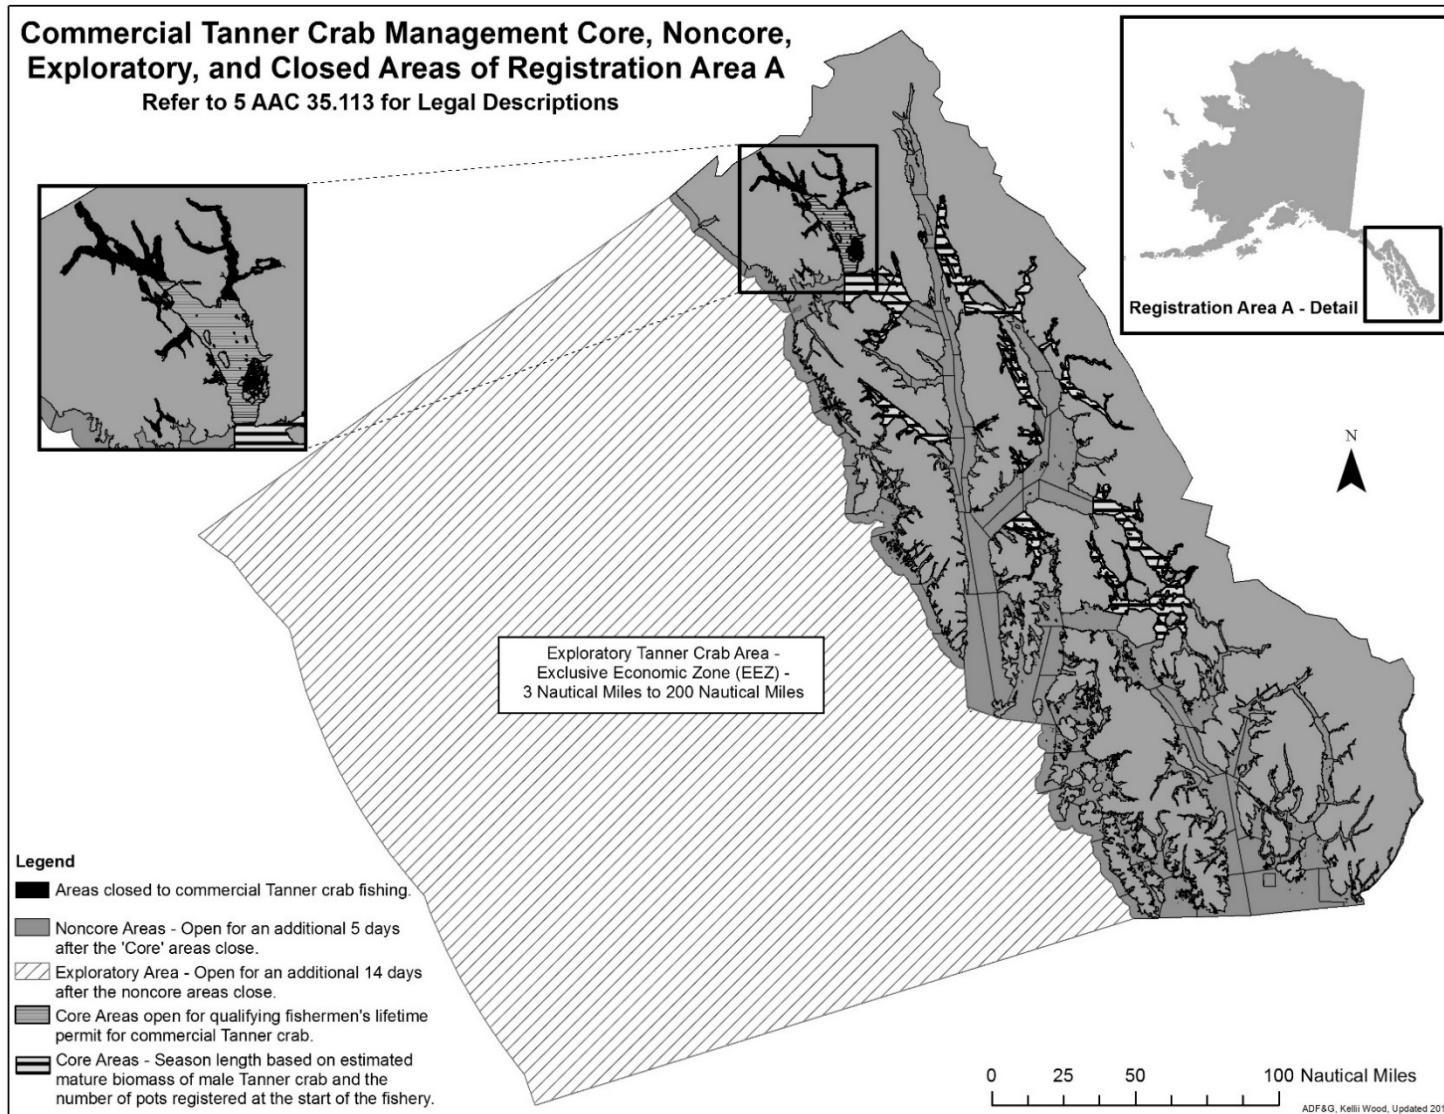 Commercial Tanner Crab Management Core, Noncore,
Exploratory, and Closed Areas of Registration Area A
Refer to 5 AAC 35.113 for Legal Descriptions
Registration Area A - Detail
N
Exploratory Tanner Crab Area -
Exclusive Economic Zone (EEZ) -
3 Nautical Miles to 200 Nautical Miles
Legend
Areas closed to commercial Tanner crab fishing.
Noncore Areas - Open for an additional 5 days
after the 'Core' areas close.
Exploratory Area - Open for an additional 14 days
after the noncore areas close.
Core Areas open for qualifying fishermen's lifetime
permit for commercial Tanner crab.
Core Areas - Season length based on estimated
mature biomass of male Tanner crab and the
number of pots registered at the start of the fishery.
0 25 50 100 Nautical Miles
ADF&G, Kellii Wood, Updated